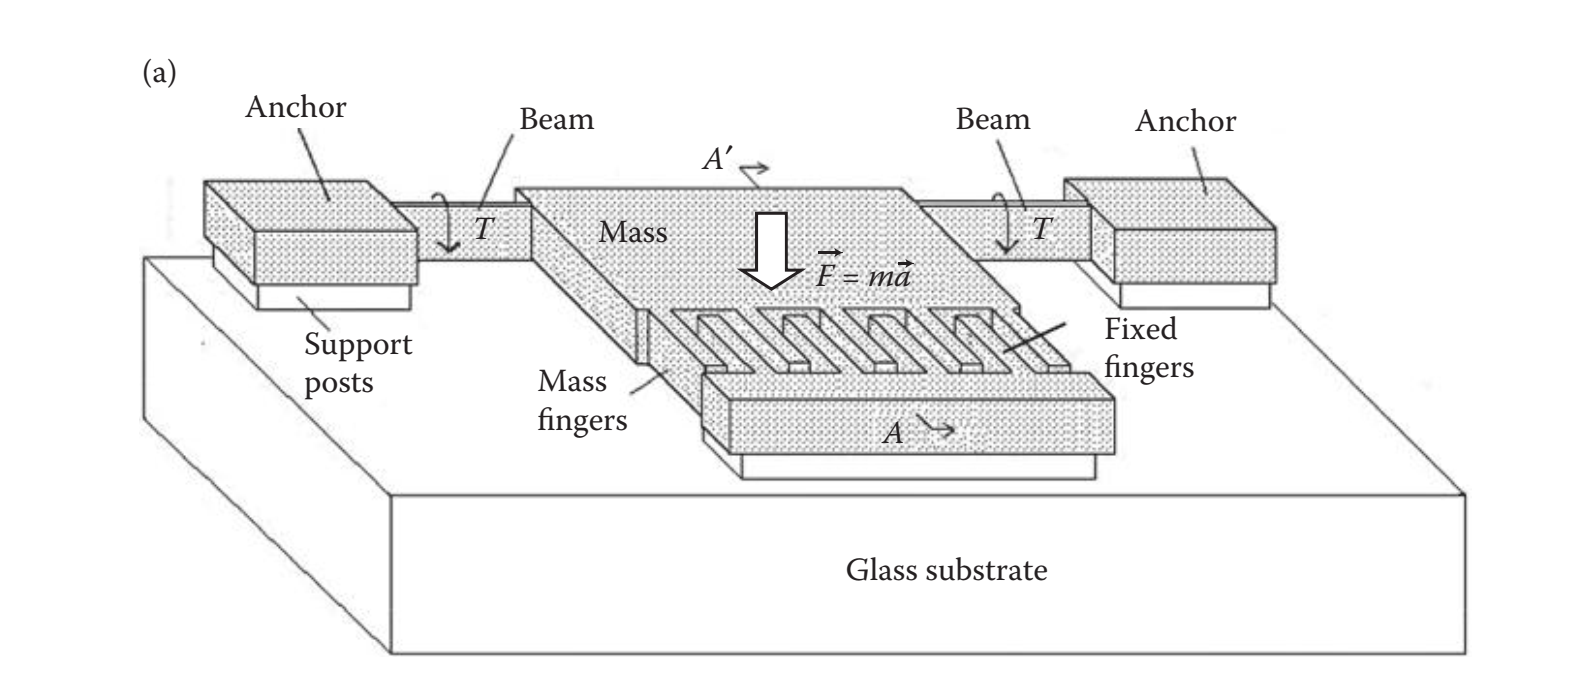 (a)
Anchor
Beam
Beam
Anchor
A′
T
Mass
T
F = ma
Support
posts
Mass
fingers
Fixed
fingers
A
Glass substrate